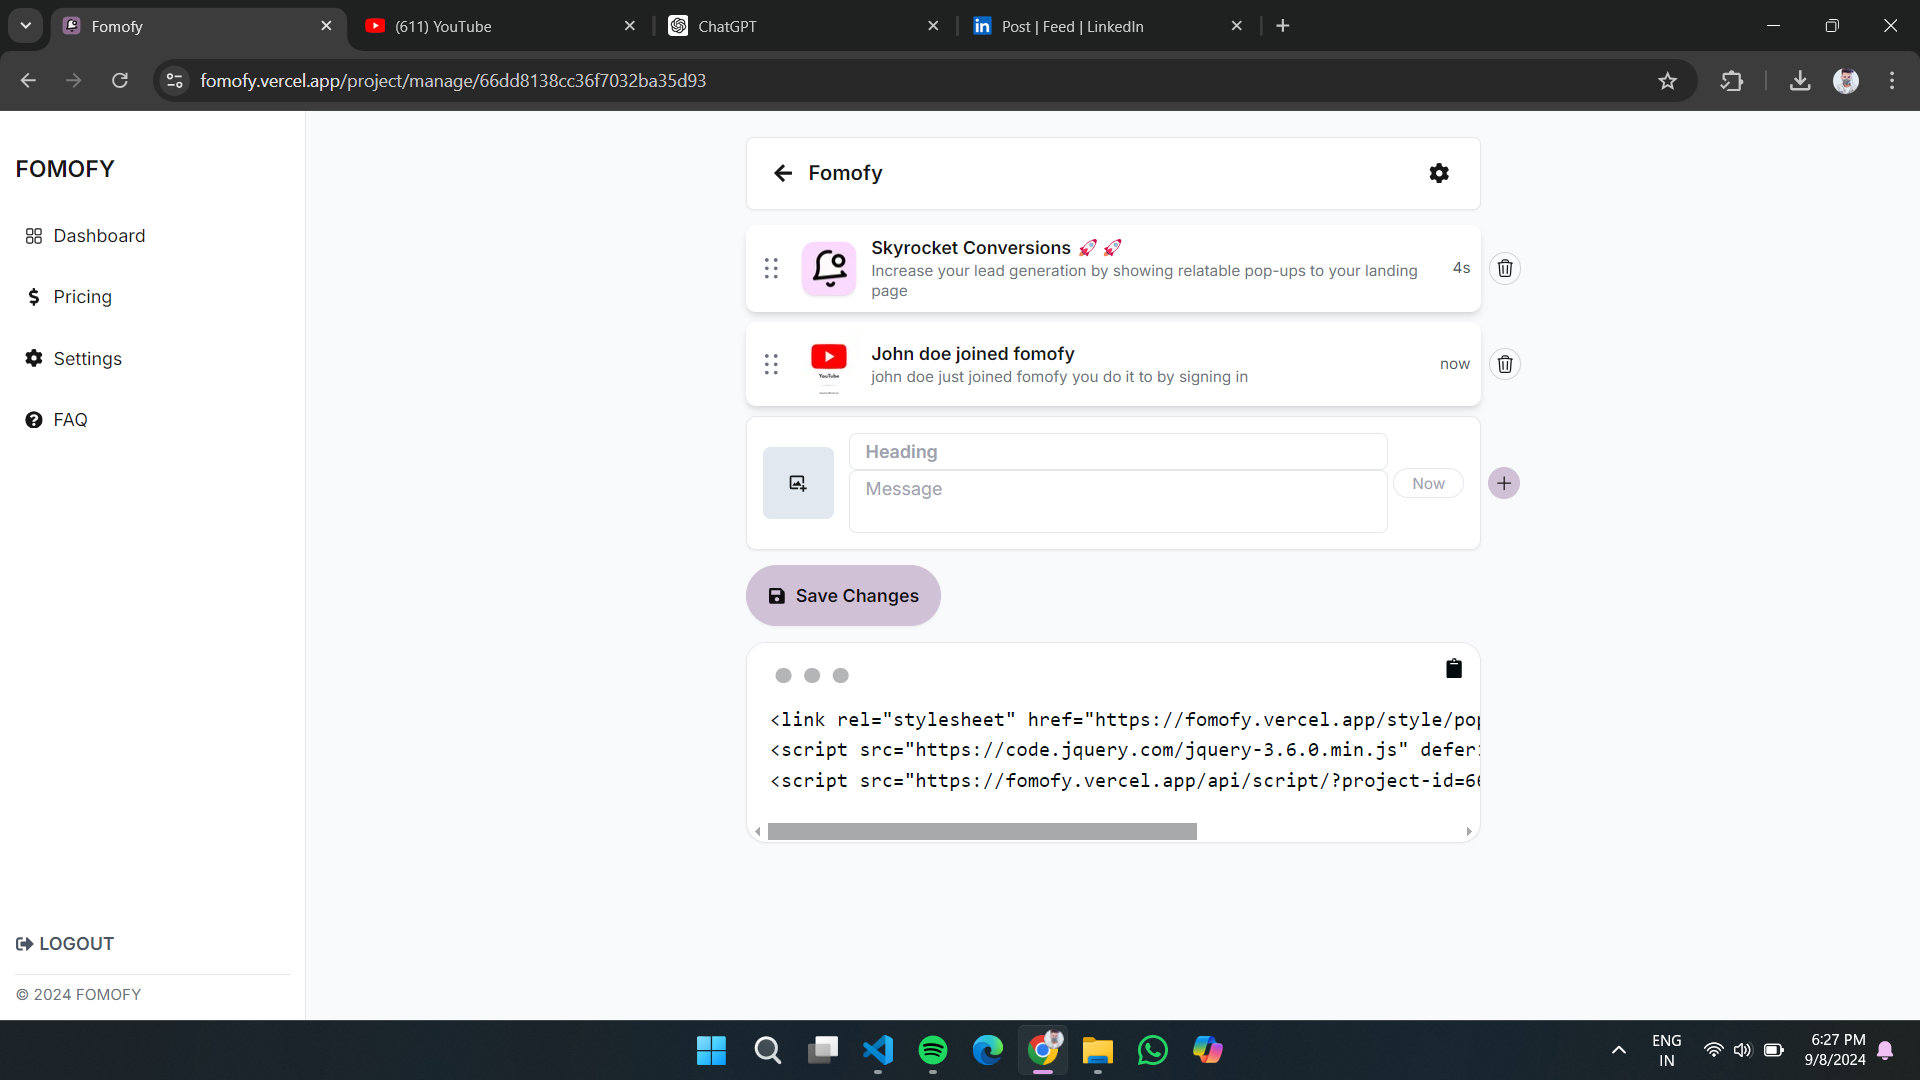 Fomofy
(611) YouTube
ChatGPT
Post | Feed | LinkedIn
fomofy.vercel.app/project/manage/66dd8138cc36f7032ba35d93
FOMOFY
Dashboard
Pricing
Settings
FAQ
LOGOUT
© 2024 FOMOFY
Fomofy
Skyrocket Conversions 🚀 🚀
Increase your lead generation by showing relatable pop-ups to your landing
page
4s
YouTube
John doe joined fomofy
john doe just joined fomofy you do it to by signing in
now
Heading
Message
Now
Save Changes
<link rel="stylesheet" href="https://fomofy.vercel.app/style/pop
<script src="https://code.jquery.com/jquery-3.6.0.min.js" defer
<script src="https://fomofy.vercel.app/api/script/?project-id=66
ENG
IN
6:27 PM
9/8/2024